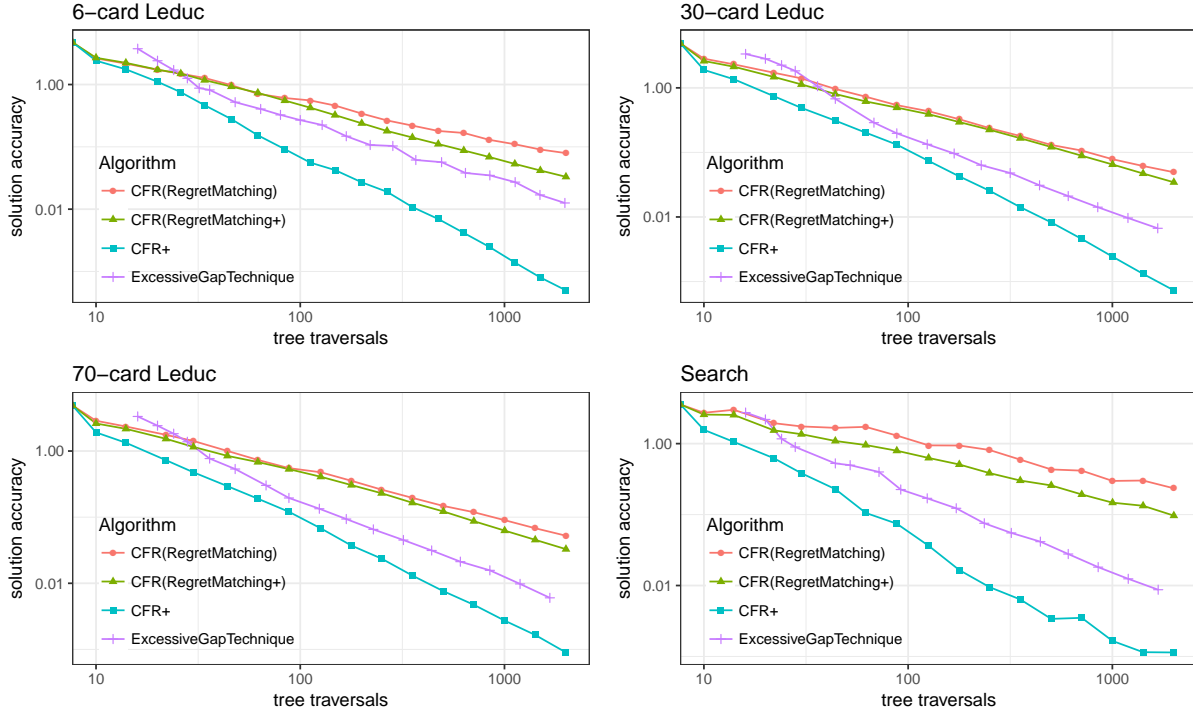 6−card Leduc
solution accuracy
1.00
0.01
Algorithm
CFR(RegretMatching)
CFR(RegretMatching+)
CFR+
ExcessiveGapTechnique
10
100
1000
tree traversals
30−card Leduc
solution accuracy
1.00
0.01
Algorithm
CFR(RegretMatching)
CFR(RegretMatching+)
CFR+
ExcessiveGapTechnique
10
100
1000
tree traversals
70−card Leduc
solution accuracy
1.00
0.01
Algorithm
CFR(RegretMatching)
CFR(RegretMatching+)
CFR+
ExcessiveGapTechnique
10
100
1000
tree traversals
Search
solution accuracy
1.00
0.01
Algorithm
CFR(RegretMatching)
CFR(RegretMatching+)
CFR+
ExcessiveGapTechnique
10
100
1000
tree traversals